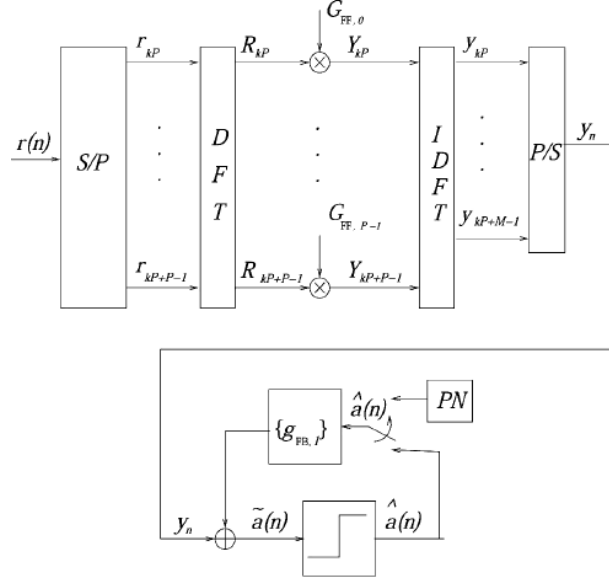 G_FF,0
r_kP R_kP Y_kP y_kP
r(n) S/P D F T I D F T P/S y_n
G_FF, P-1
y_kP+M-1
r_kP+P-1 R_kP+P-1 Y_kP+P-1
PN
{g_FB,I} ^a(n)
y_n ~a(n) ^a(n)